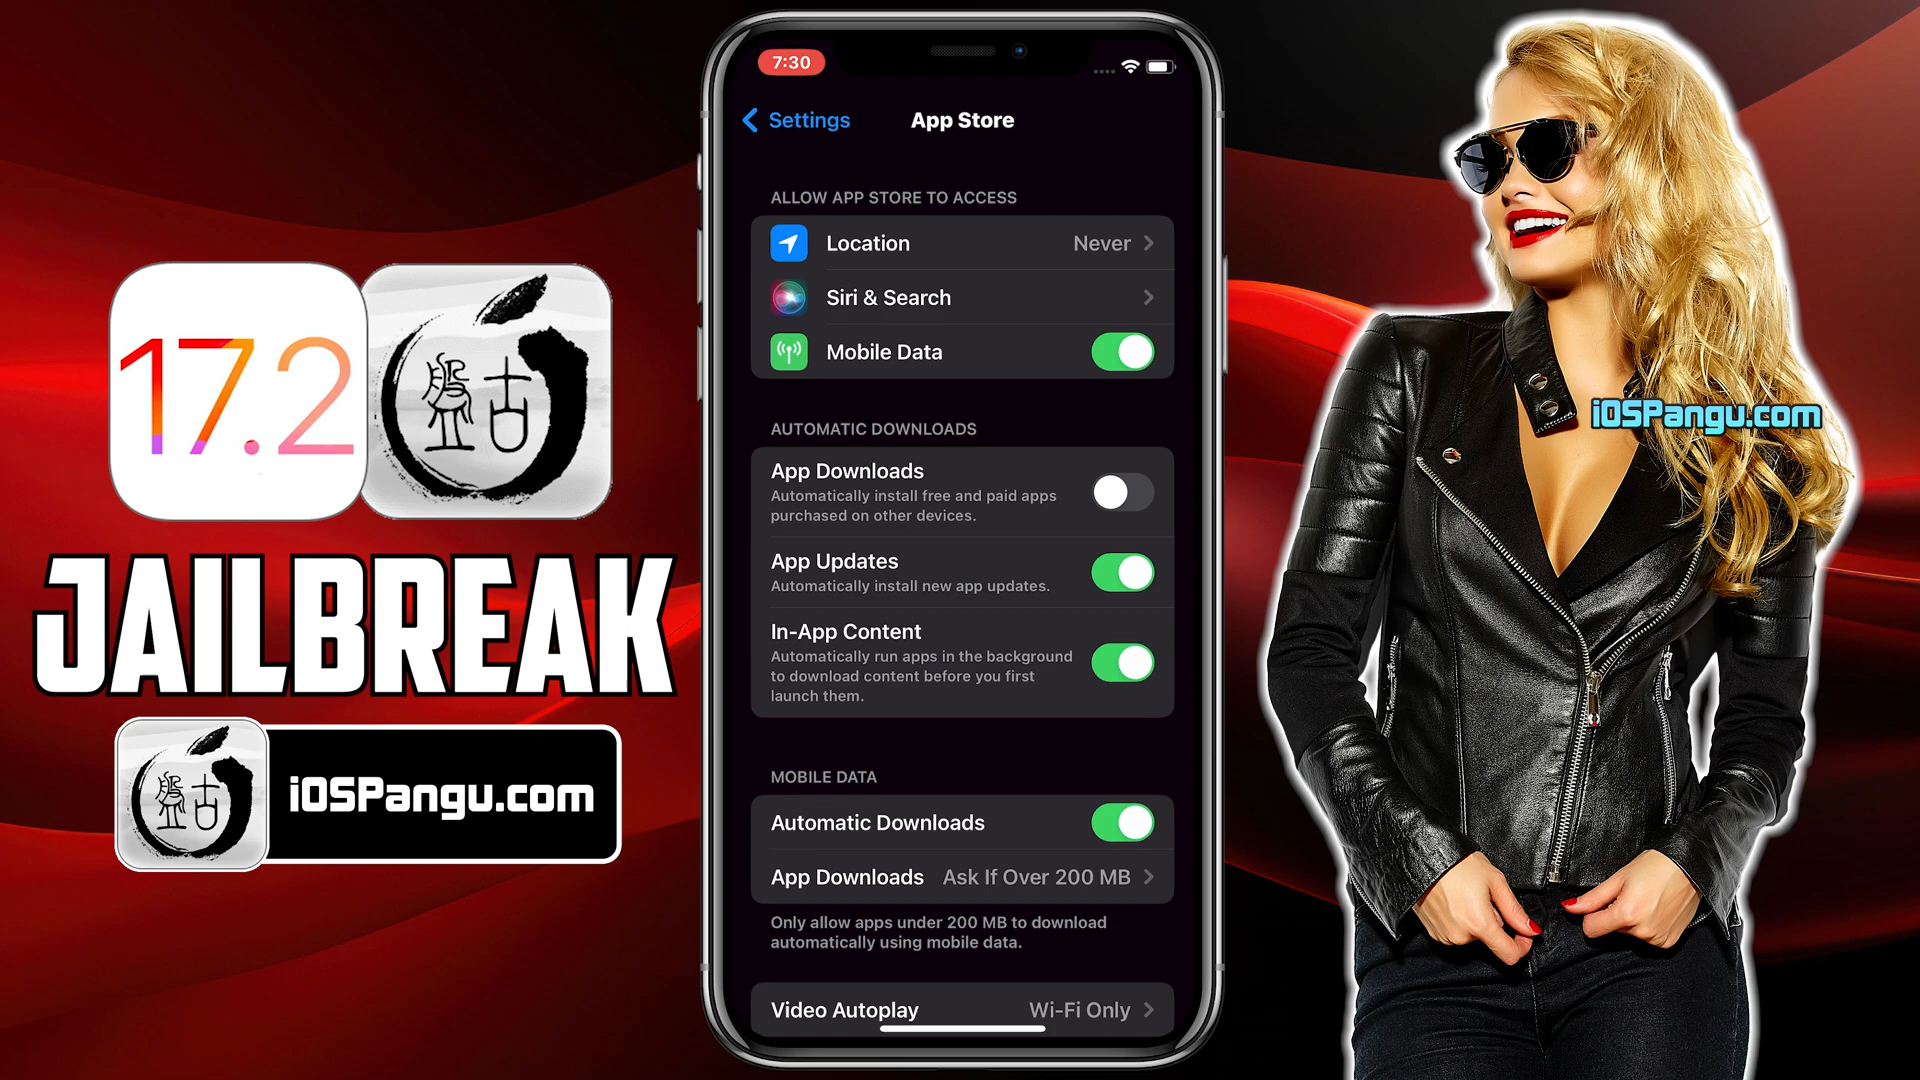 17.2
盤古
JAILBREAK
盤古
iOSPangu.com
7:30
Settings
App Store
ALLOW APP STORE TO ACCESS
Location Never
Siri & Search
Mobile Data
AUTOMATIC DOWNLOADS
App Downloads
Automatically install free and paid apps
purchased on other devices.
App Updates
Automatically install new app updates.
In-App Content
Automatically run apps in the background
to download content before you first
launch them.
MOBILE DATA
Automatic Downloads
App Downloads Ask If Over 200 MB
Only allow apps under 200 MB to download
automatically using mobile data.
Video Autoplay Wi-Fi Only
iOSPangu.com